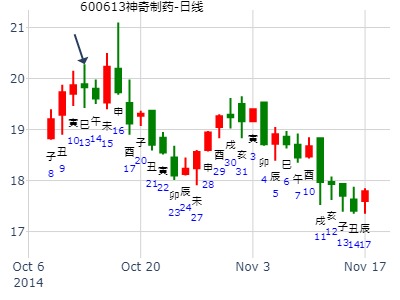 600613神奇制药-日线
20
19
18
17
子
8
丑
9
寅
10
巳
13
午
14
未
15
申
16
酉
17
子
20
丑
21
寅
22
卯
23
辰
24
未
27
申
28
酉
29
戌
30
亥
31
寅
3
卯
4
辰
5
巳
6
午
7
酉
10
戌
11
亥
12
子
13
丑
14
辰
17
Oct 6 Oct 20 Nov 3 Nov 17
2014